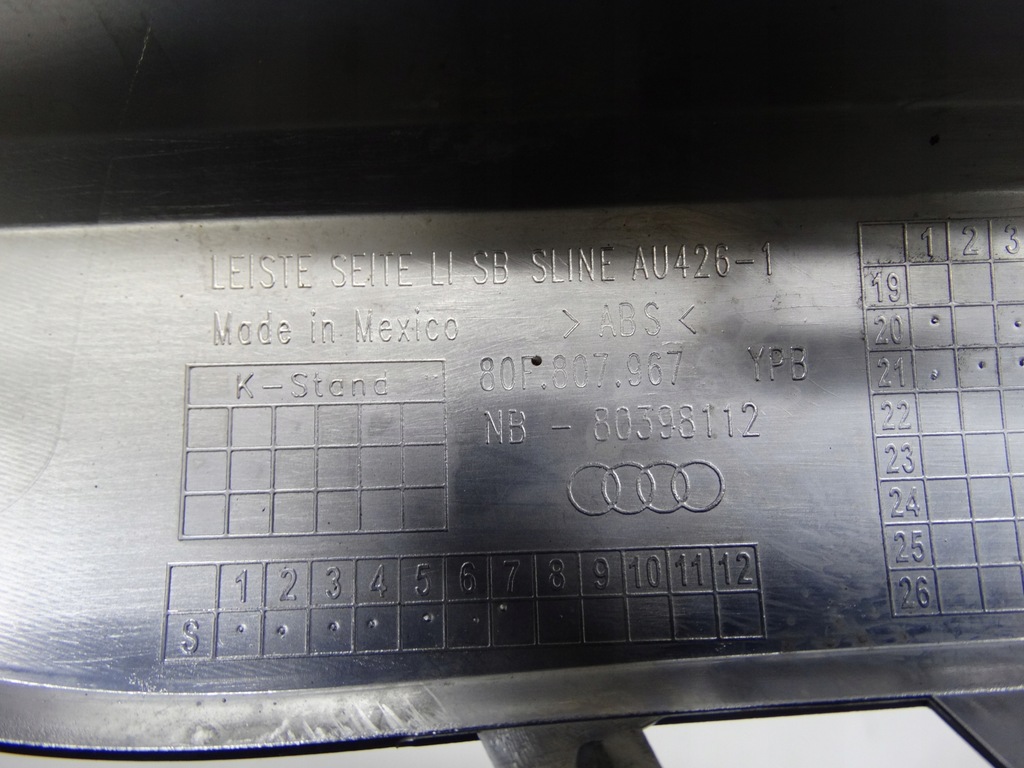 LEISTE SEITE LI SB SLINE AU426-1
Made in Mexico > ABS <
80F.807.967 YPB
NB - 80398112
K-Stand
1 2 3 4 5 6 7 8 9 10 11 12
S
1 2 3
19
20
21
22
23
24
25
26